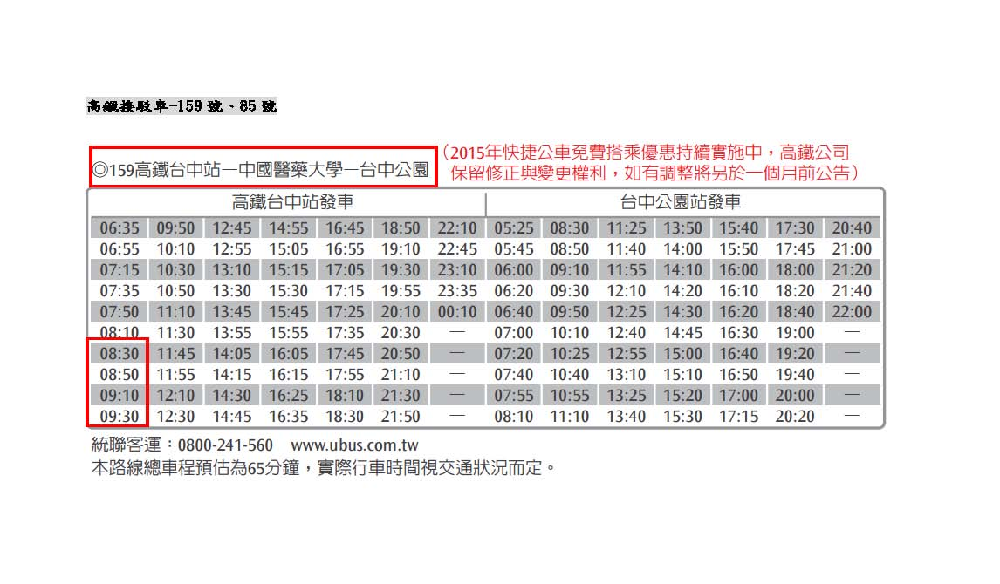 高鐵接駁車-159 號、85 號
◎159高鐵台中站－中國醫藥大學－台中公園
（2015年快捷公車免費搭乘優惠持續實施中，高鐵公司
保留修正與變更權利，如有調整將另於一個月前公告）
高鐵台中站發車 台中公園站發車
06:35 09:50 12:45 14:55 16:45 18:50 22:10 05:25 08:30 11:25 13:50 15:40 17:30 20:40
06:55 10:10 12:55 15:05 16:55 19:10 22:45 05:45 08:50 11:40 14:00 15:50 17:45 21:00
07:15 10:30 13:10 15:15 17:05 19:30 23:10 06:00 09:10 11:55 14:10 16:00 18:00 21:20
07:35 10:50 13:30 15:30 17:15 19:55 23:35 06:20 09:30 12:10 14:20 16:10 18:20 21:40
07:50 11:10 13:45 15:45 17:25 20:10 00:10 06:40 09:50 12:25 14:30 16:20 18:40 22:00
08:10 11:30 13:55 15:55 17:35 20:30 — 07:00 10:10 12:40 14:45 16:30 19:00 —
08:30 11:45 14:05 16:05 17:45 20:50 — 07:20 10:25 12:55 15:00 16:40 19:20 —
08:50 11:55 14:15 16:15 17:55 21:10 — 07:40 10:40 13:10 15:10 16:50 19:40 —
09:10 12:10 14:30 16:25 18:10 21:30 — 07:55 10:55 13:25 15:20 17:00 20:00 —
09:30 12:30 14:45 16:35 18:30 21:50 — 08:10 11:10 13:40 15:30 17:15 20:20 —
統聯客運：0800-241-560 www.ubus.com.tw
本路線總車程預估為65分鐘，實際行車時間視交通狀況而定。